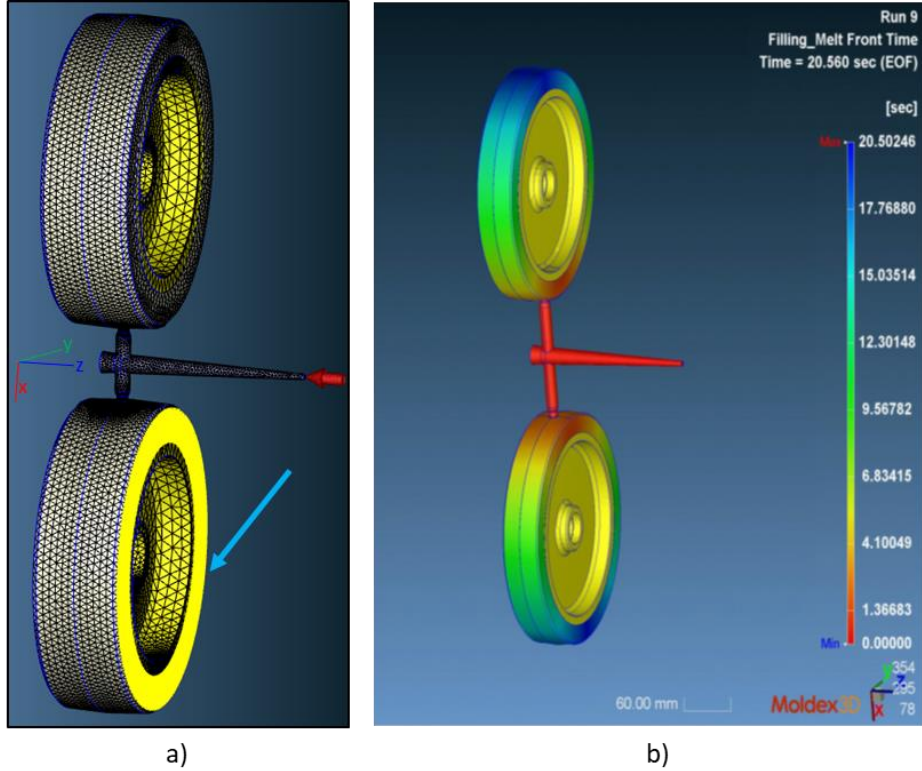 y
z
x
Run 9
Filling_Melt Front Time
Time = 20.560 sec (EOF)
[sec]
Max 20.50246
17.76880
15.03514
12.30148
9.56782
6.83415
4.10049
1.36683
Min 0.00000
60.00 mm
Moldex3D
y 354
z 295
x 78
a) b)